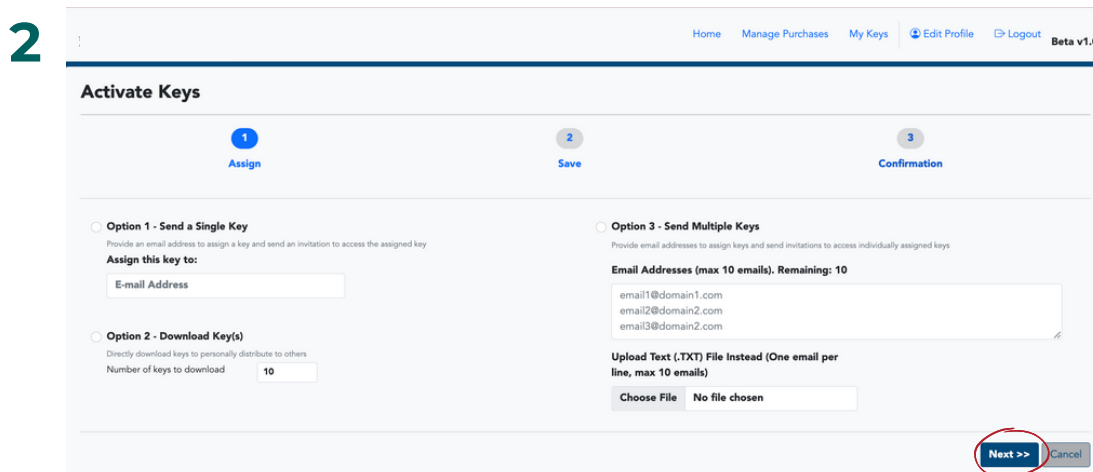 2
Home Manage Purchases My Keys Edit Profile Logout Beta v1.
Activate Keys
1 2 3
Assign Save Confirmation
Option 1 - Send a Single Key
Provide an email address to assign a key and send an invitation to access the assigned key
Assign this key to:
E-mail Address
Option 2 - Download Key(s)
Directly download keys to personally distribute to others
Number of keys to download 10
Option 3 - Send Multiple Keys
Provide email addresses to assign keys and send invitations to access individually assigned keys
Email Addresses (max 10 emails). Remaining: 10
email1@domain1.com
email2@domain2.com
email3@domain2.com
Upload Text (.TXT) File Instead (One email per
line, max 10 emails)
Choose File No file chosen
Next >> Cancel